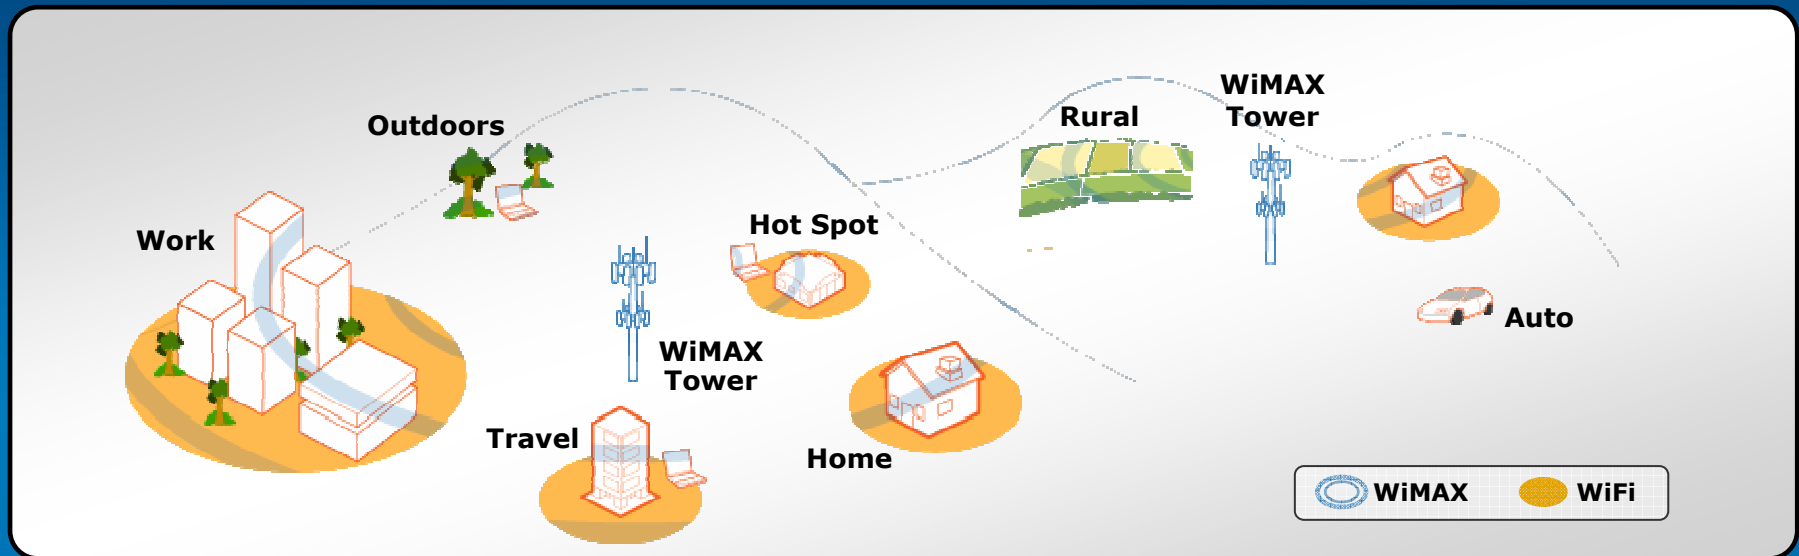 WiMAX
Tower
Rural
Outdoors
Hot Spot
Work
Auto
WiMAX
Tower
Travel
Home
WiMAX
WiFi